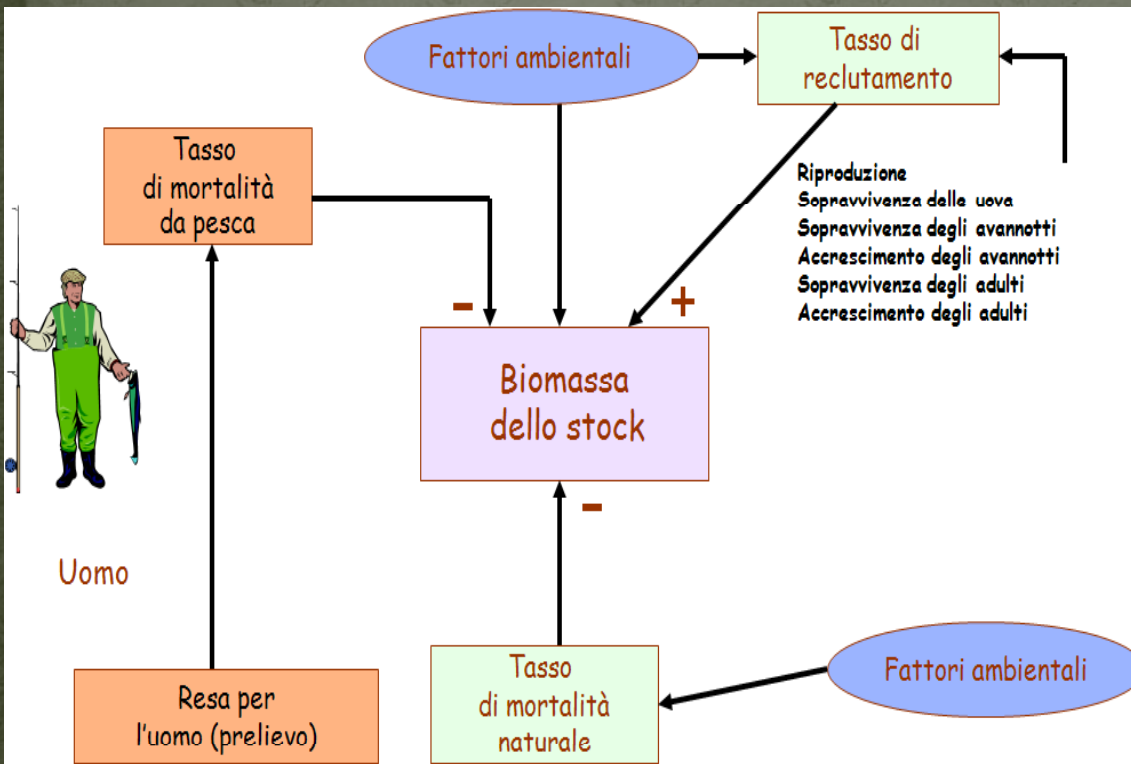 Fattori ambientali
Tasso di
reclutamento
Tasso
di mortalità
da pesca
Riproduzione
Sopravvivenza delle uova
Sopravvivenza degli avannotti
Accrescimento degli avannotti
Sopravvivenza degli adulti
Accrescimento degli adulti
-
+
Biomassa
dello stock
-
Uomo
Resa per
l'uomo (prelievo)
Tasso
di mortalità
naturale
Fattori ambientali